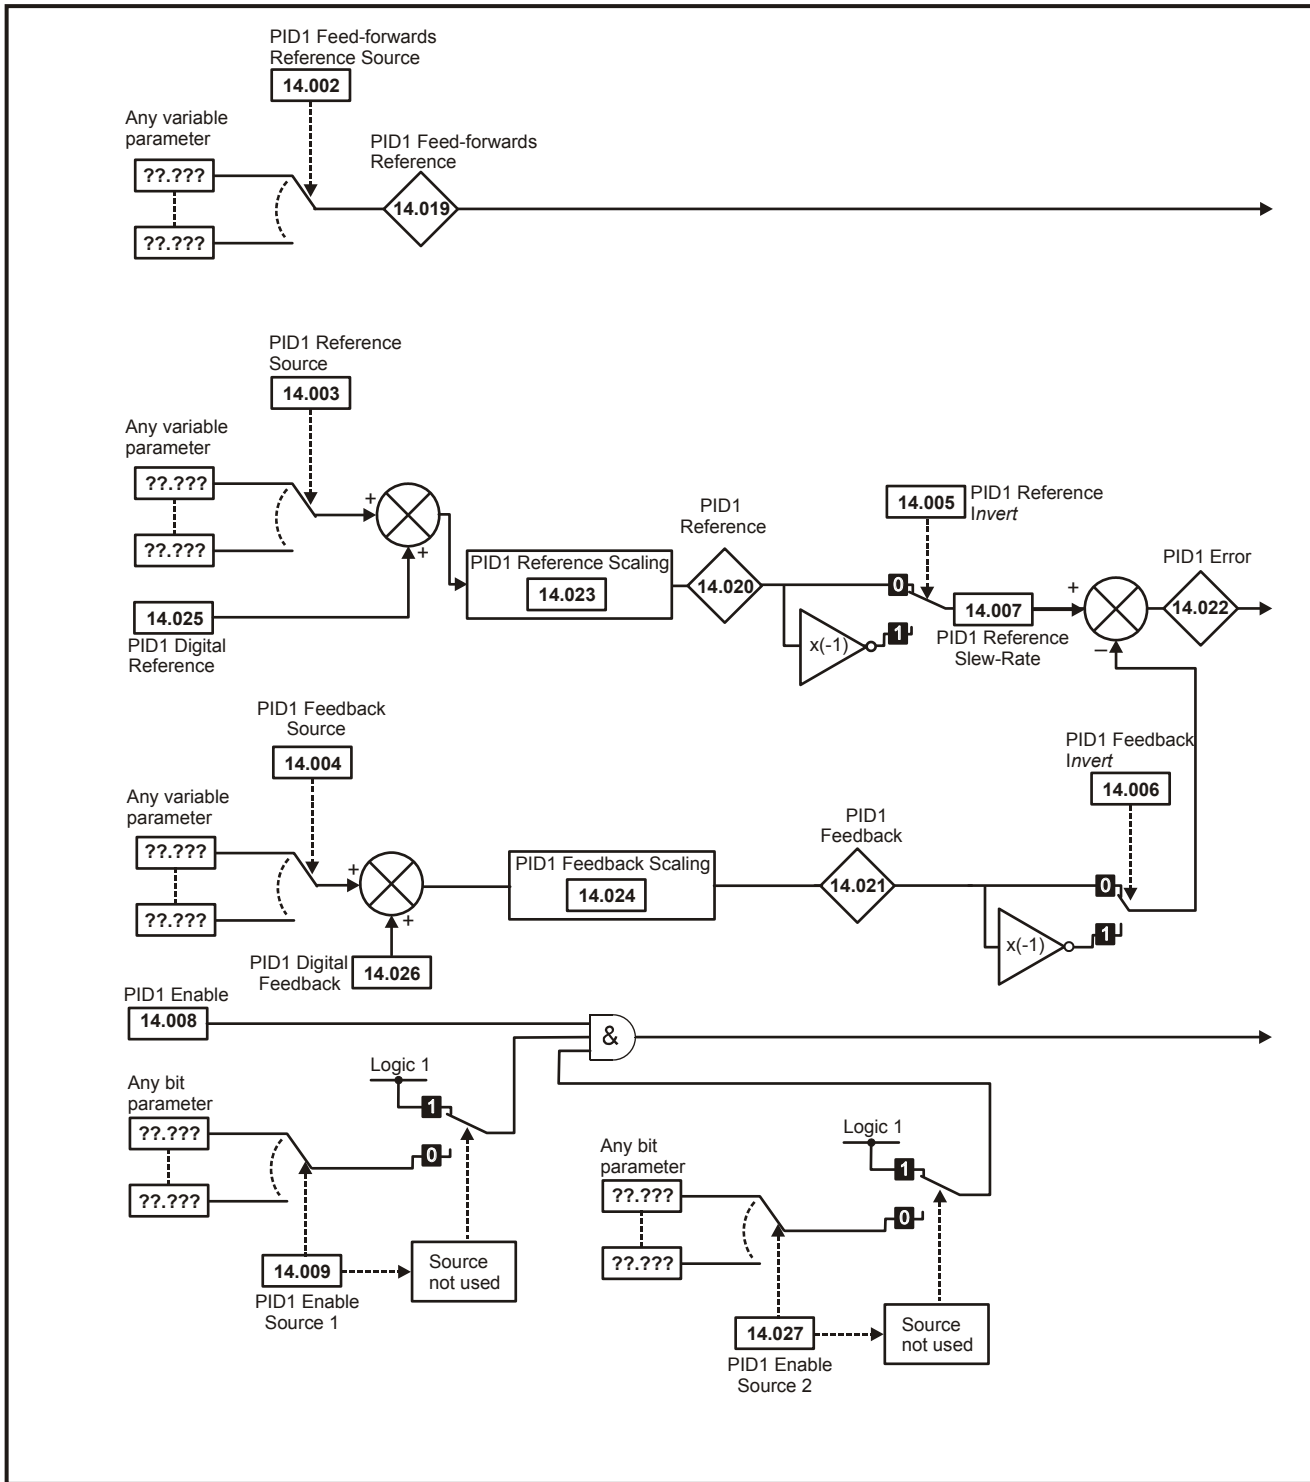 PID1 Feed-forwards
Reference Source
14.002
Any variable
parameter
??.???
??.???
PID1 Feed-forwards
Reference
14.019
PID1 Reference
Source
14.003
Any variable
parameter
??.???
??.???
+
+
14.025
PID1 Digital
Reference
PID1 Reference Scaling
14.023
PID1
Reference
14.020
14.005
PID1 Reference
Invert
0
1
x(-1)
14.007
PID1 Reference
Slew-Rate
+
–
PID1 Error
14.022
PID1 Feedback
Source
14.004
Any variable
parameter
??.???
??.???
+
+
PID1 Digital
Feedback
14.026
PID1 Feedback Scaling
14.024
PID1
Feedback
14.021
PID1 Feedback
Invert
14.006
0
1
x(-1)
PID1 Enable
14.008
&
Logic 1
1
0
Any bit
parameter
??.???
??.???
14.009
PID1 Enable
Source 1
Source
not used
Any bit
parameter
??.???
??.???
Logic 1
1
0
14.027
PID1 Enable
Source 2
Source
not used